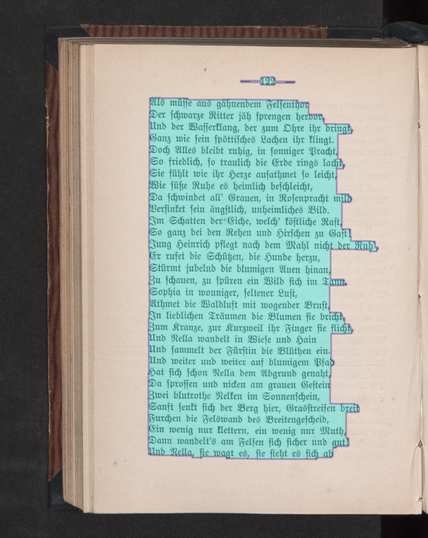 Als müsse aus gähnendem Felsenthor
Der schwarze Ritter jäh sprengen hervor,
Und der Wasserklang, der zum Ohre ihr dringt,
Ganz wie sein spöttisches Lachen ihr klingt.
Doch Alles bleibt ruhig, in sonniger Pracht,
So friedlich, so traulich die Erde rings lacht,
Sie fühlt wie ihr Herze aufathmet so leicht,
Wie süße Ruhe es heimlich beschleicht,
Da schwindet all' Grauen, in Rosenpracht mild
Versinket sein ängstlich, unheimliches Bild.
Im Schatten der Eiche, welch' köstliche Rast,
So ganz bei den Rehen und Hirschen zu Gast!
Jung Heinrich pflegt nach dem Mahl nicht der Ruh',
Er rufet die Schützen, die Hunde herzu,
Stürmt jubelnd die blumigen Auen hinan,
Zu schauen, zu spüren ein Wild sich im Tann.
Sophia in wonniger, seltener Lust,
Athmet die Waldluft mit wogender Brust,
In lieblichen Träumen die Blumen sie bricht,
Zum Kranze, zur Kurzweil ihr Finger sie flicht,
Und Nella wandelt in Wiese und Hain
Und sammelt der Fürstin die Blüthen ein.
Und weiter und weiter auf blumigem Pfad
Hat sich schon Nella dem Abgrund genaht,
Da sprossen und nicken am grauen Gestein
Zwei blutrothe Nelken im Sonnenschein,
Sanft senkt sich der Berg hier, Grasstreifen breit
Furchen die Felswand des Breitengescheid,
Ein wenig nur klettern, ein wenig nur Muth,
Dann wandelt's am Felsen sich sicher und gut!
Und Nella, sie wagt es, sie sieht es sich ab